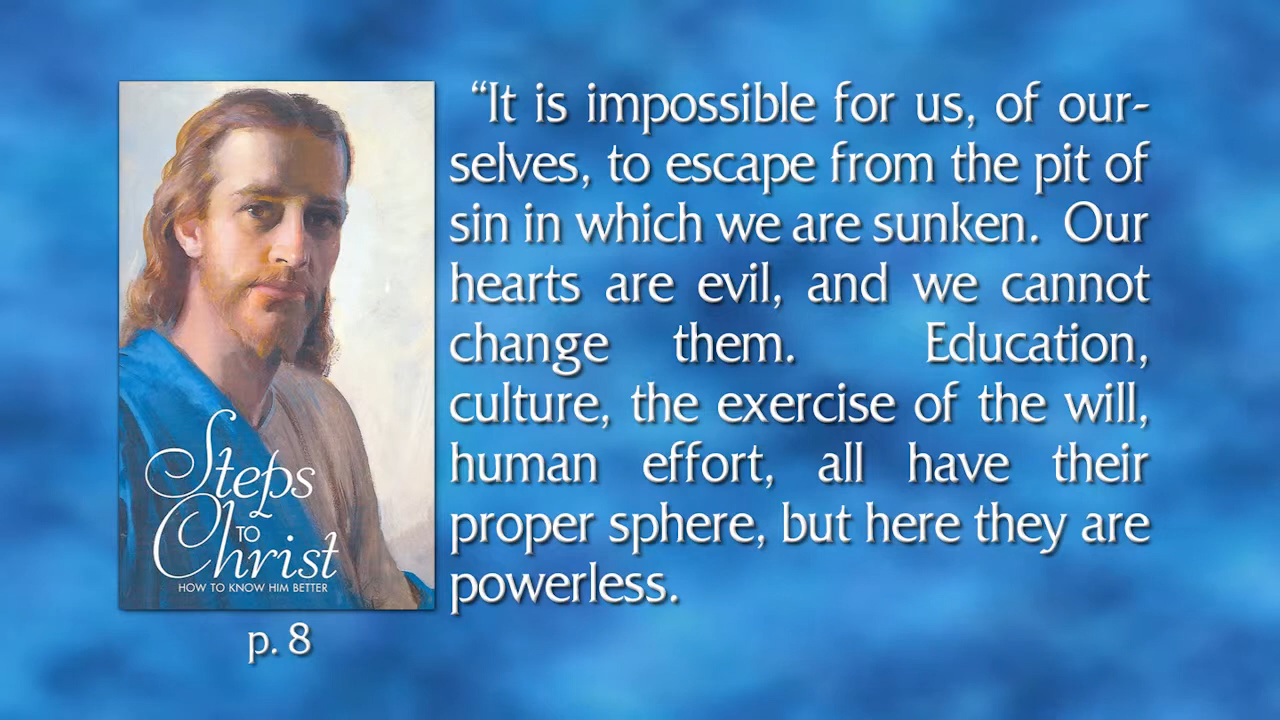 Steps
TO
Christ
HOW TO KNOW HIM BETTER
p. 8
“It is impossible for us, of our-
selves, to escape from the pit of
sin in which we are sunken. Our
hearts are evil, and we cannot
change them. Education,
culture, the exercise of the will,
human effort, all have their
proper sphere, but here they are
powerless.